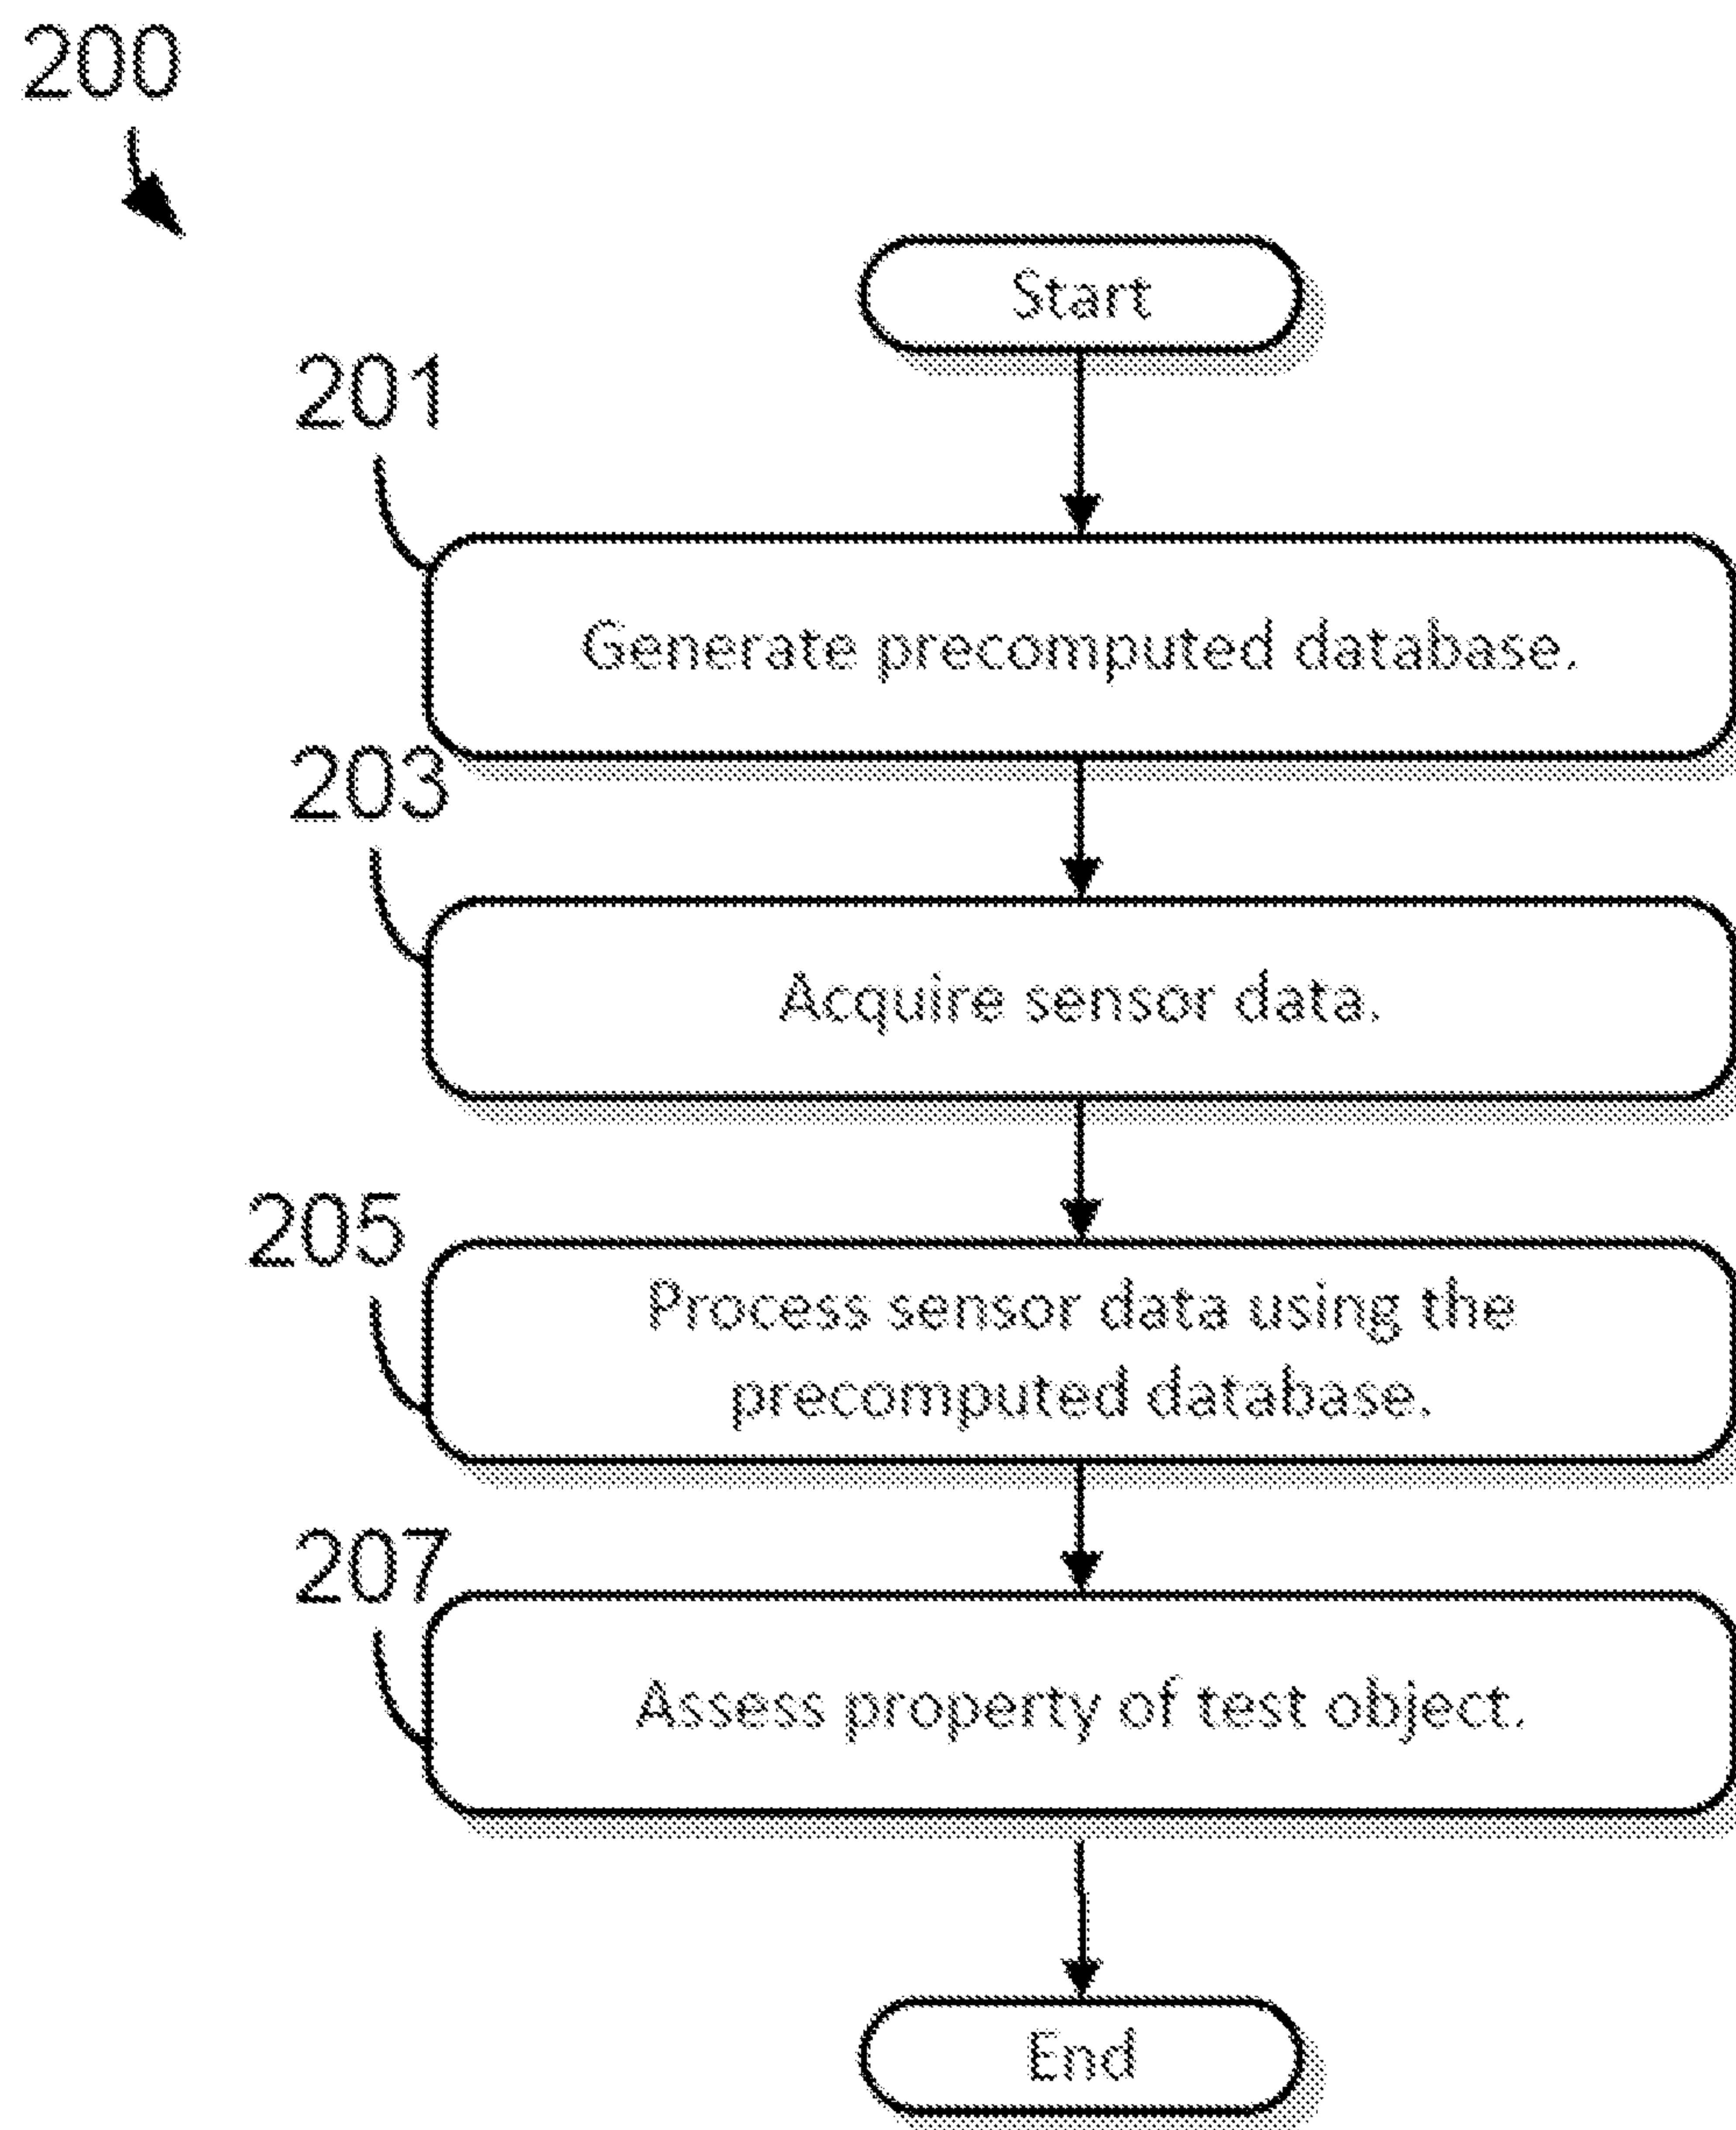 200
Start
201
Generate precomputed database.
203
Acquire sensor data.
205
Process sensor data using the
precomputed database.
207
Assess property of test object.
End